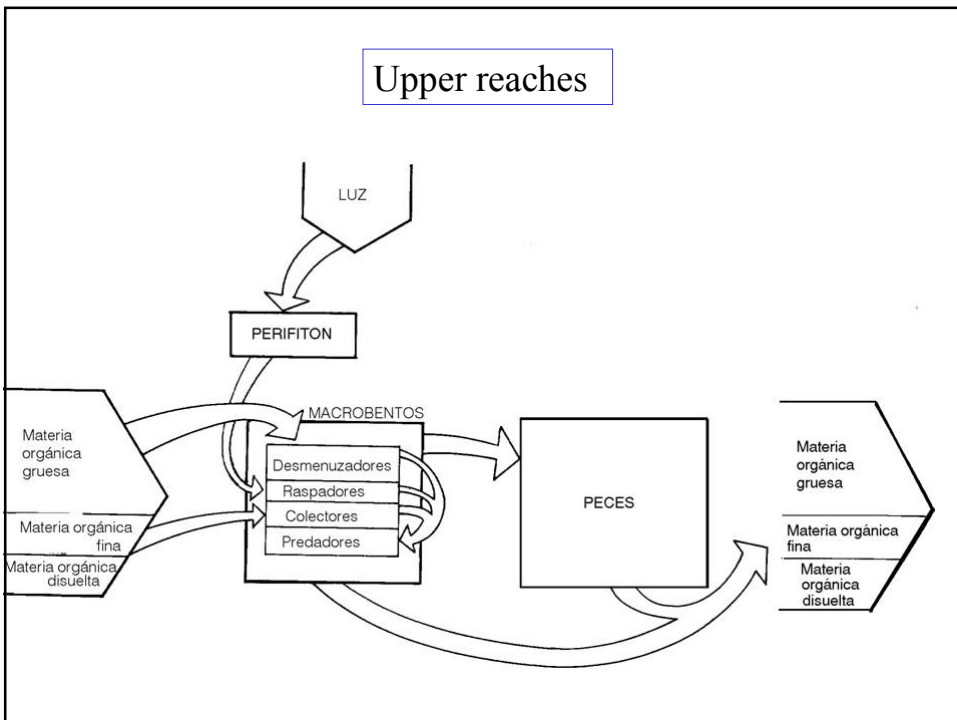 Upper reaches
LUZ
PERIFITON
MACROBENTOS
Materia
orgánica
gruesa
Materia orgánica
fina
Materia orgánica
disuelta
Desmenuzadores
Raspadores
Colectores
Predadores
PECES
Materia
orgánica
gruesa
Materia orgánica
fina
Materia
orgánica
disuelta